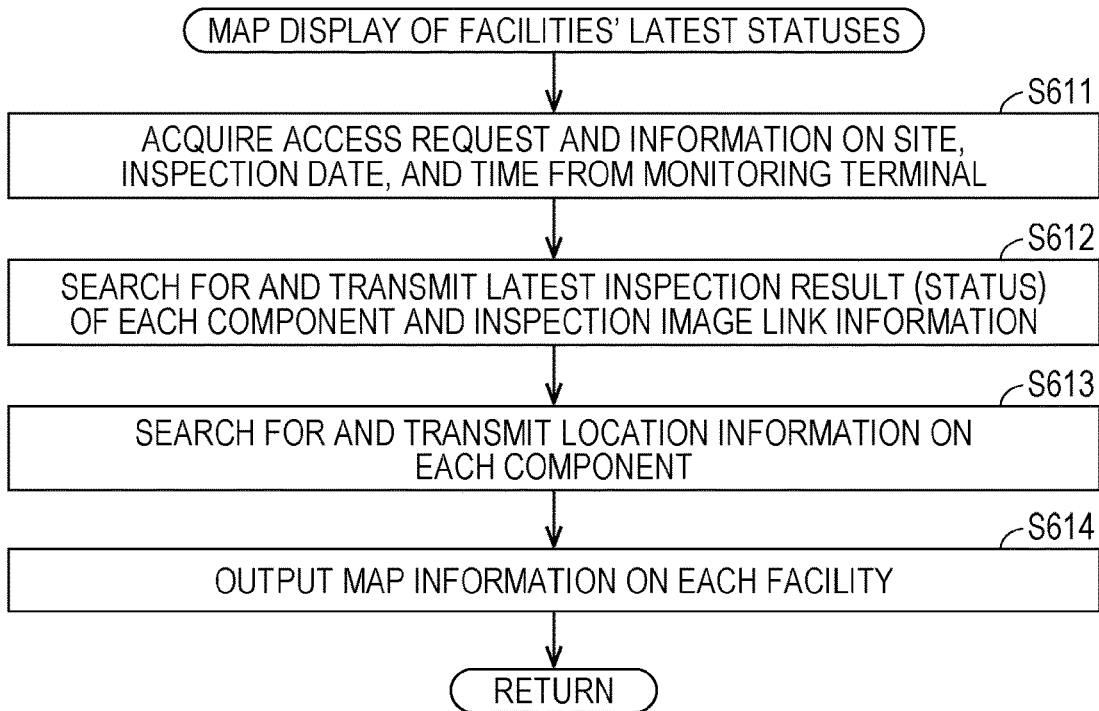 MAP DISPLAY OF FACILITIES' LATEST STATUSES
S611
ACQUIRE ACCESS REQUEST AND INFORMATION ON SITE,
INSPECTION DATE, AND TIME FROM MONITORING TERMINAL
S612
SEARCH FOR AND TRANSMIT LATEST INSPECTION RESULT (STATUS)
OF EACH COMPONENT AND INSPECTION IMAGE LINK INFORMATION
S613
SEARCH FOR AND TRANSMIT LOCATION INFORMATION ON
EACH COMPONENT
S614
OUTPUT MAP INFORMATION ON EACH FACILITY
RETURN